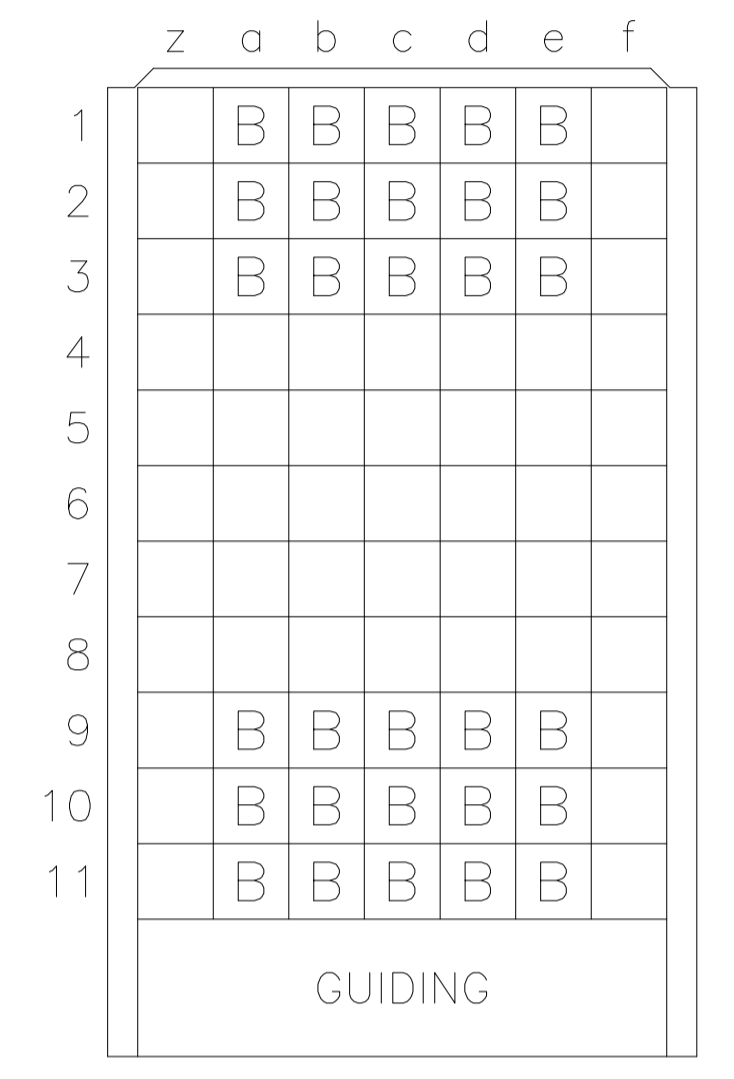 z a b c d e f
1 B B B B B
2 B B B B B
3 B B B B B
4
5
6
7
8
9 B B B B B
10 B B B B B
11 B B B B B
GUIDING